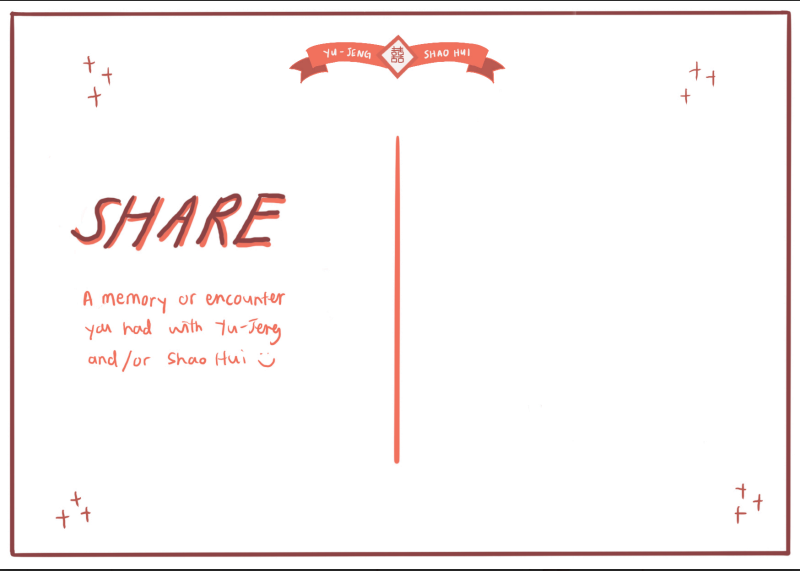 YU-JENG 囍 SHAO HUI
SHARE
A memory or encounter
you had with Yu-Jeng
and/or Shao Hui